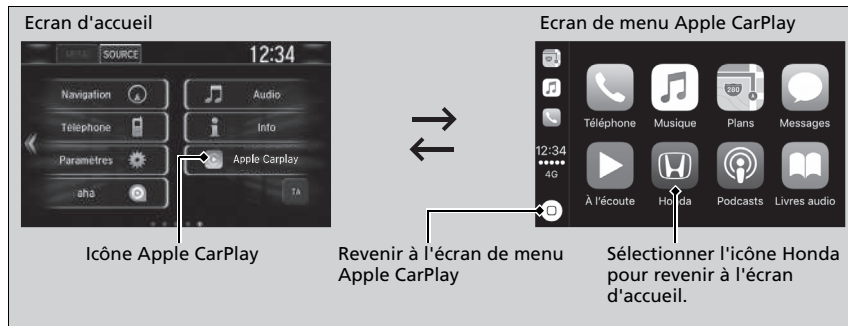 Ecran d'accueil
Ecran de menu Apple CarPlay
SOURCE
12:34
Navigation
Audio
Téléphone
Info
Paramètres
Apple Carplay
aha
TA
12:34
4G
Téléphone
Musique
280
Plans
Messages
À l'écoute
Honda
Podcasts
Livres audio
Icône Apple CarPlay
Revenir à l'écran de menu
Apple CarPlay
Sélectionner l'icône Honda
pour revenir à l'écran
d'accueil.